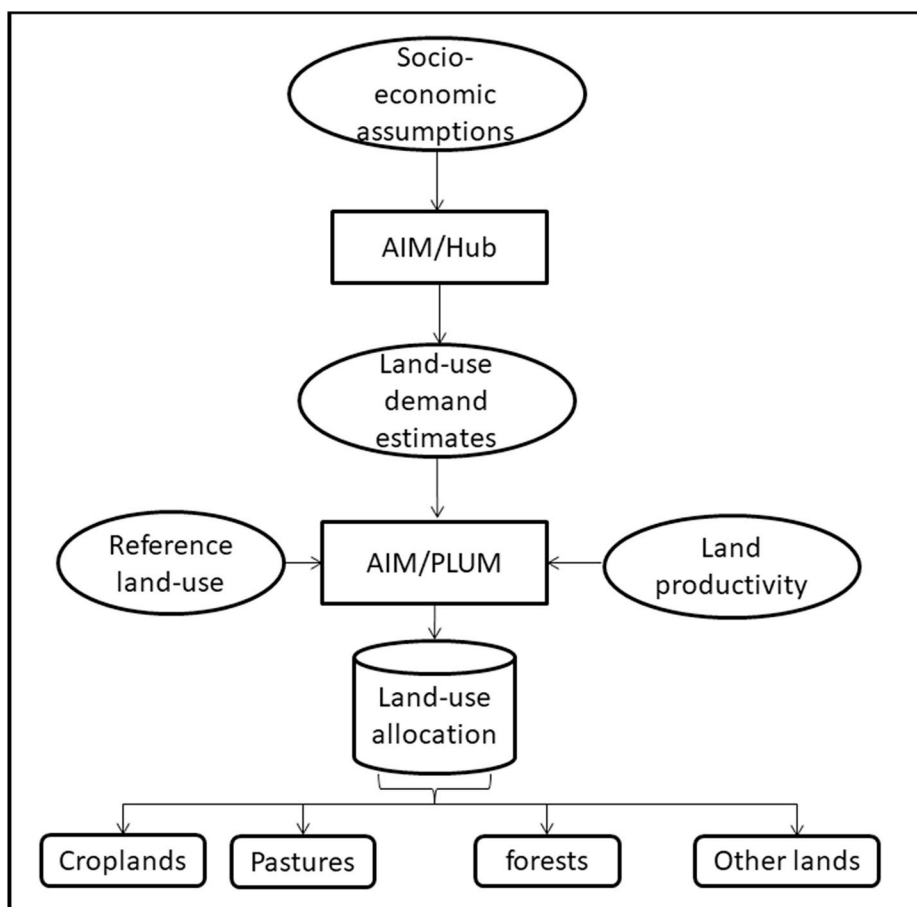 Socio-
economic
assumptions
AIM/Hub
Land-use
demand
estimates
Reference
land-use
AIM/PLUM
Land
productivity
Land-use
allocation
Croplands
Pastures
forests
Other lands